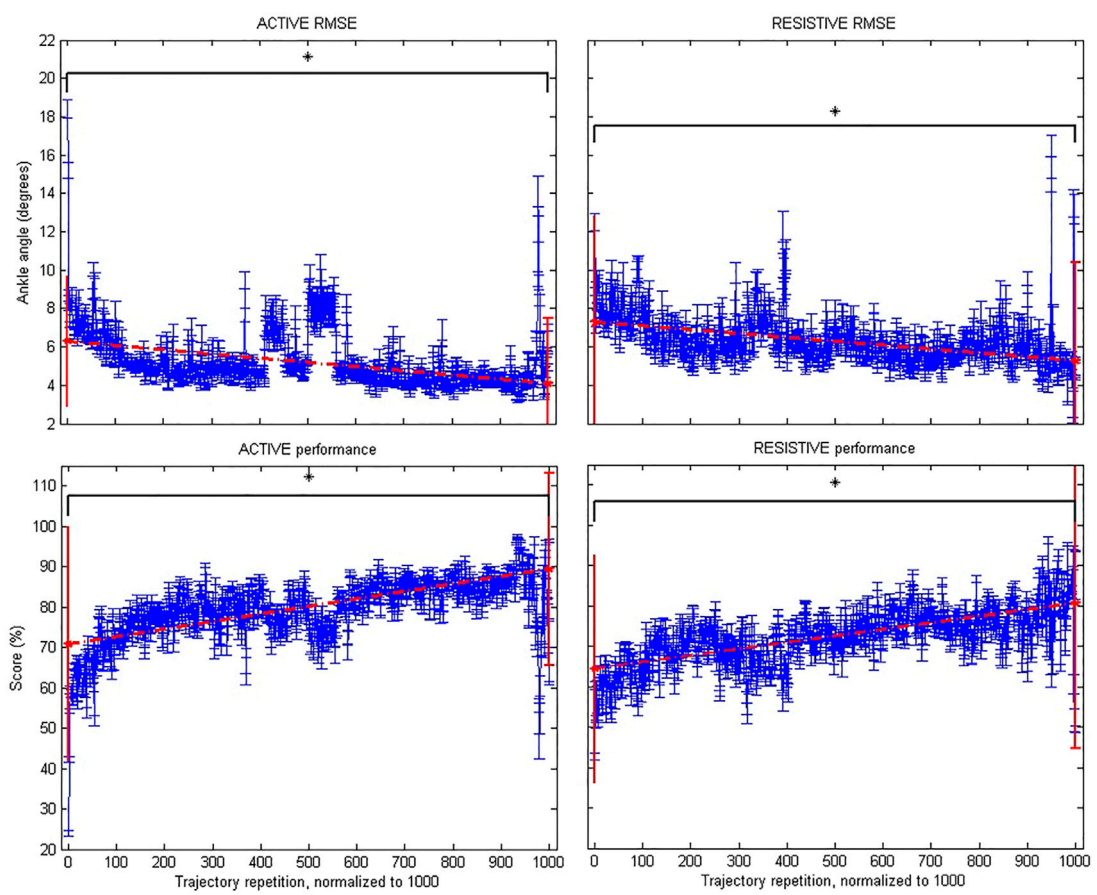 ACTIVE RMSE
RESISTIVE RMSE
22
20
18
16
14
12
10
8
6
4
2
Ankle angle (degrees)
*
*
ACTIVE performance
RESISTIVE performance
110
100
90
80
70
60
50
40
30
20
Score (%)
*
*
0 100 200 300 400 500 600 700 800 900 1000
0 100 200 300 400 500 600 700 800 900 1000
Trajectory repetition, normalized to 1000
Trajectory repetition, normalized to 1000